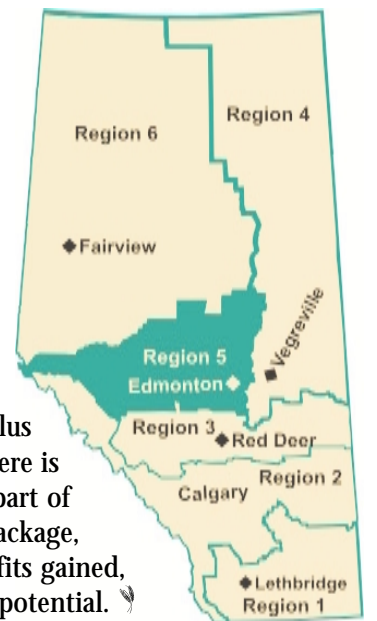 Region 4
Region 6
Fairview
Vegreville
Region 5
Edmonton
Region 3
Red Deer
Region 2
Calgary
Lethbridge
Region 1
lus
ere is
part of
ackage,
fits gained,
potential.